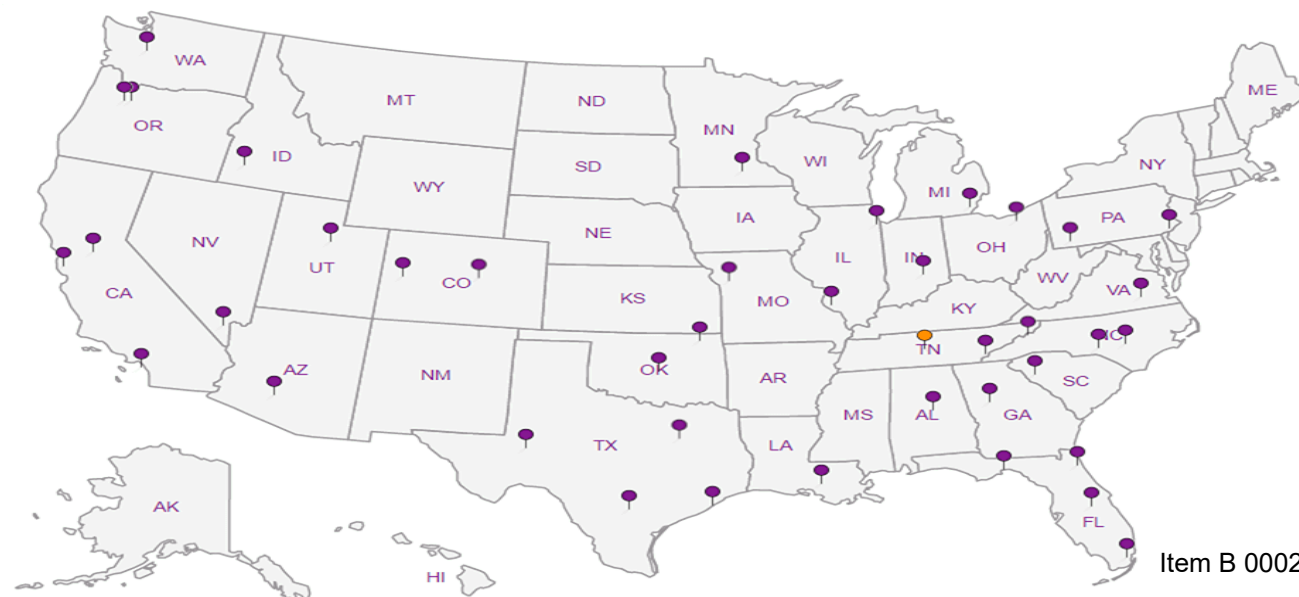 WA
ME
MT
ND
OR
MN
ID
WI
NY
SD
WY
MI
IA
PA
NE
NV
OH
IL
IN
UT
WV
CO
CA
VA
KS
MO
KY
NC
TN
AZ
OK
NM
AR
SC
MS
AL
GA
TX
LA
AK
FL
HI
Item B 0002